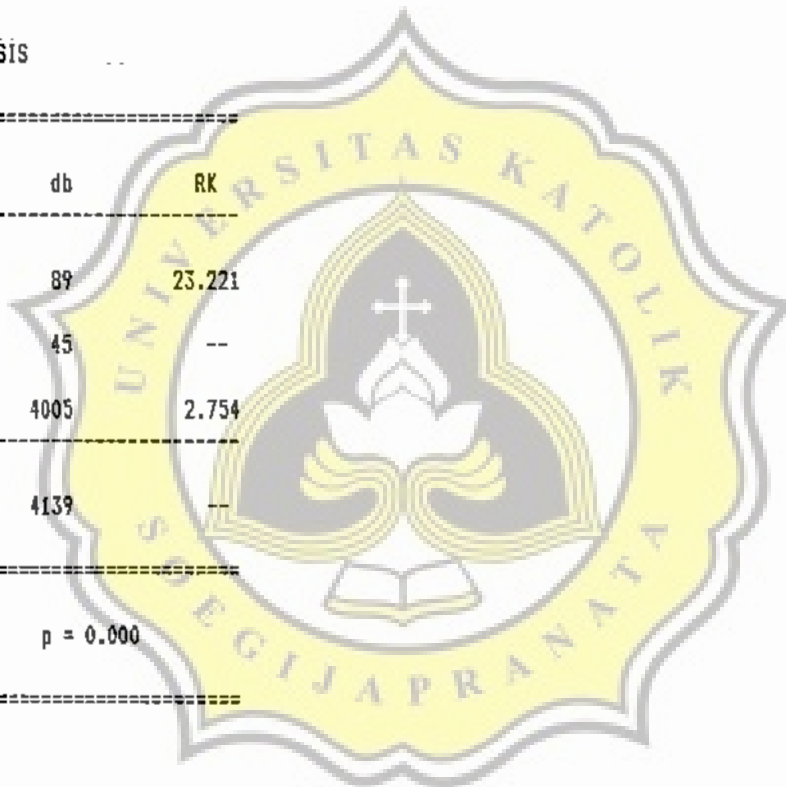 sis
db RK
89 23.221
45 --
4005 2.754
4139 --
p = 0.000
UNIVERSITAS KATOLIK
SOEGIJAPRANATA